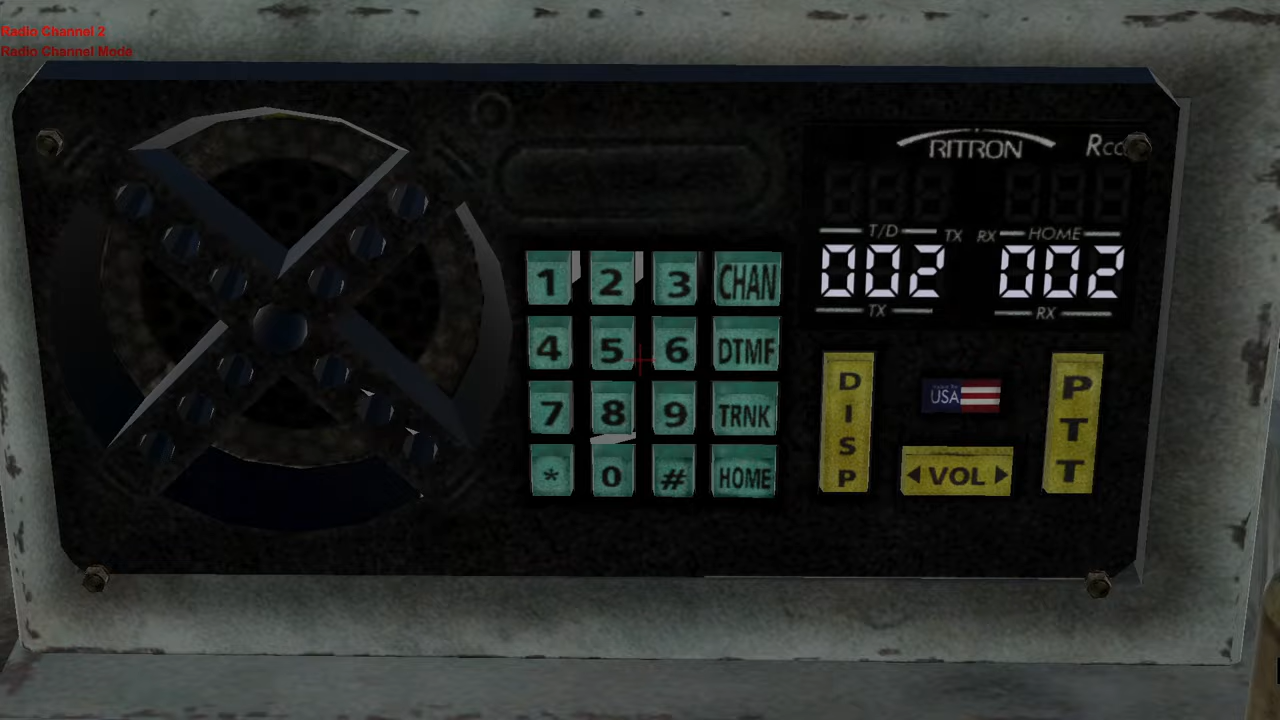 Radio Channel 2
Radio Channel Mode
RITRON
T/D TX RX HOME
002 002
TX RX
1 2 3 CHAN
4 5 6 DTMF
7 8 9 TRNK
* 0 # HOME
DISP
USA
VOL
PTT